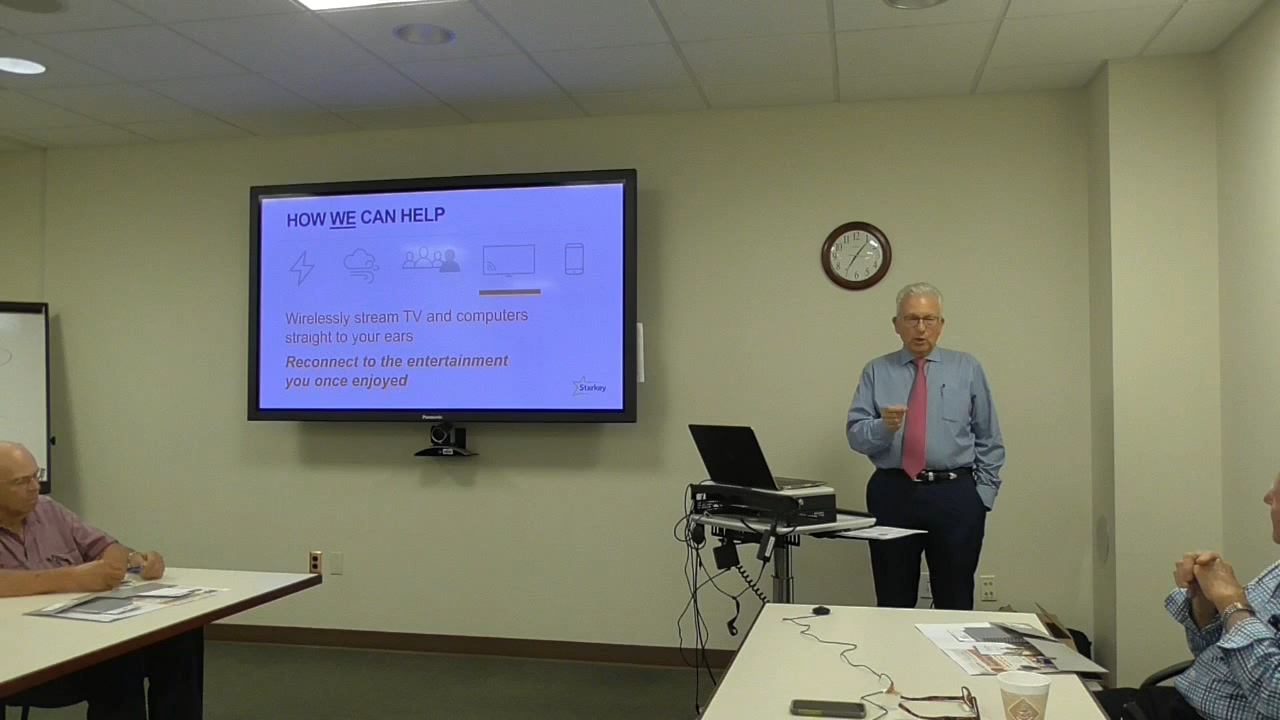 HOW WE CAN HELP
Wirelessly stream TV and computers
straight to your ears
Reconnect to the entertainment
you once enjoyed
Starkey
Panasonic